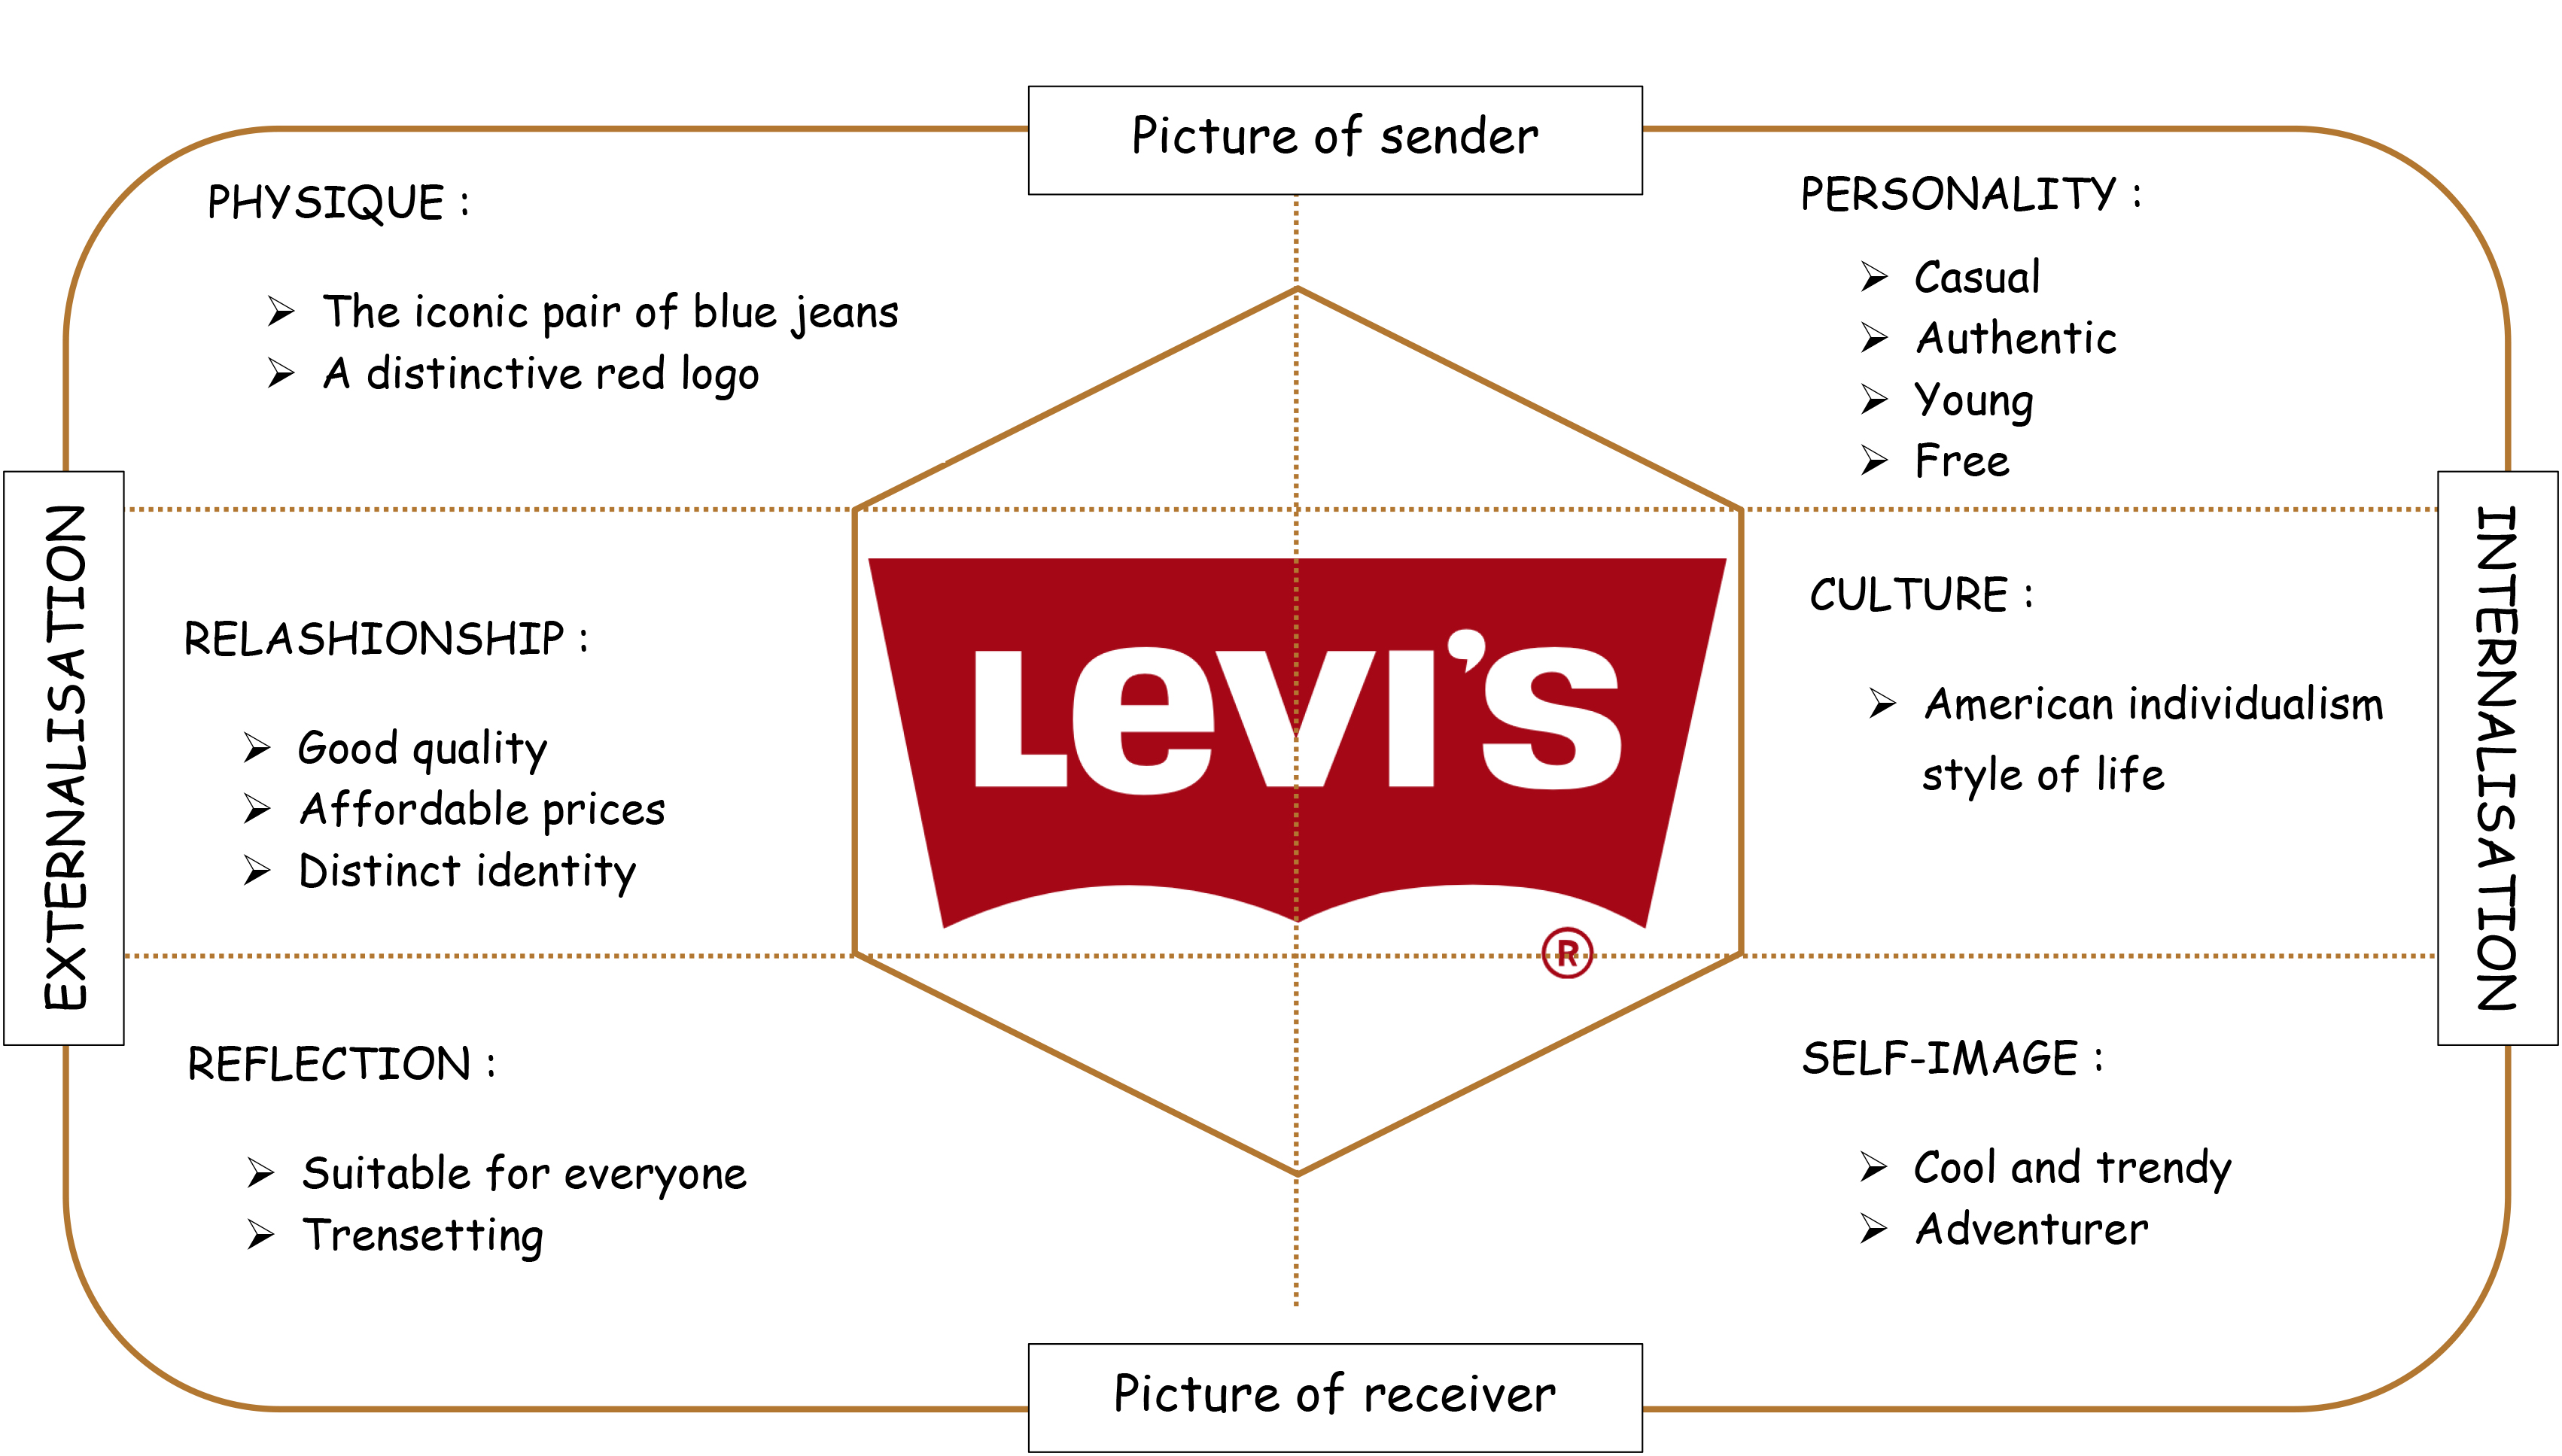 Picture of sender
PHYSIQUE :
➢ The iconic pair of blue jeans
➢ A distinctive red logo
PERSONALITY :
➢ Casual
➢ Authentic
➢ Young
➢ Free
EXTERNALISATION
RELASHIONSHIP :
➢ Good quality
➢ Affordable prices
➢ Distinct identity
Levi's
®
CULTURE :
➢ American individualism
style of life
INTERNALISATION
REFLECTION :
➢ Suitable for everyone
➢ Trensetting
SELF-IMAGE :
➢ Cool and trendy
➢ Adventurer
Picture of receiver